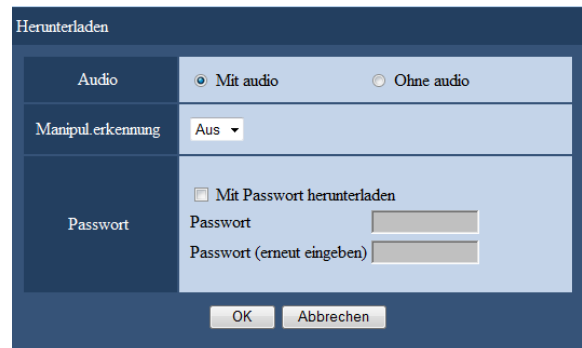 Herunterladen
Audio
Mit audio
Ohne audio
Manipul.erkennung
Aus
Passwort
Mit Passwort herunterladen
Passwort
Passwort (erneut eingeben)
OK
Abbrechen